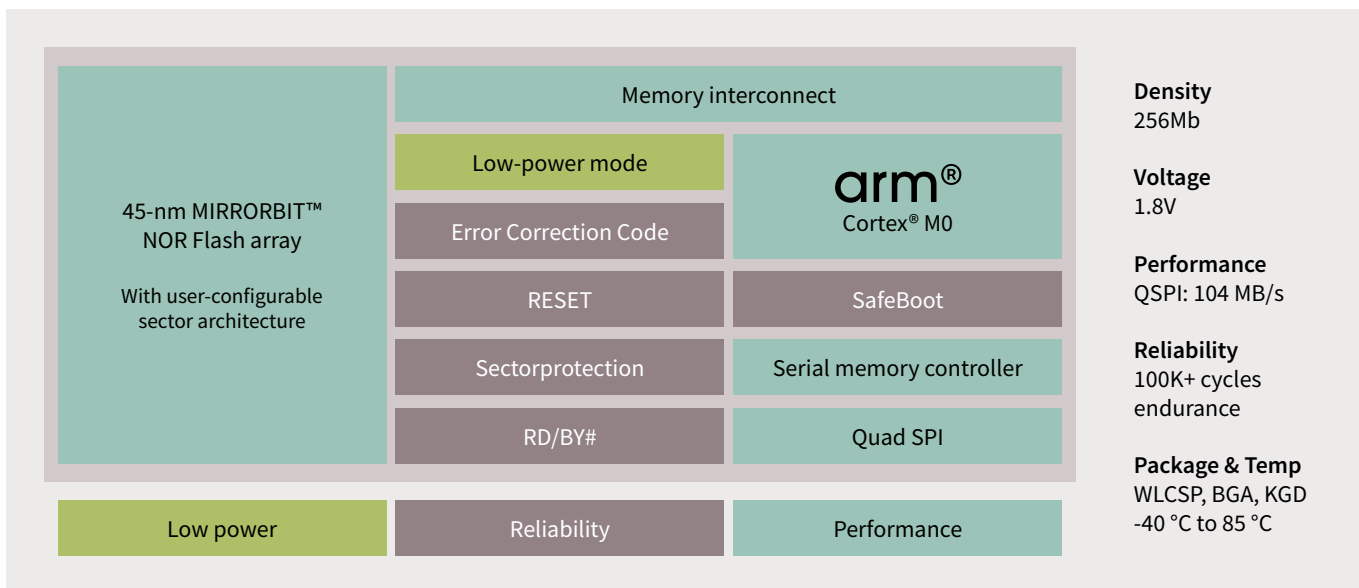 45-nm MIRRORBIT™
NOR Flash array
With user-configurable
sector architecture
Memory interconnect
Low-power mode
Error Correction Code
RESET
Sectorprotection
RD/BY#
arm®
Cortex® M0
SafeBoot
Serial memory controller
Quad SPI
Low power
Reliability
Performance
Density
256Mb
Voltage
1.8V
Performance
QSPI: 104 MB/s
Reliability
100K+ cycles
endurance
Package & Temp
WLCSP, BGA, KGD
-40 °C to 85 °C